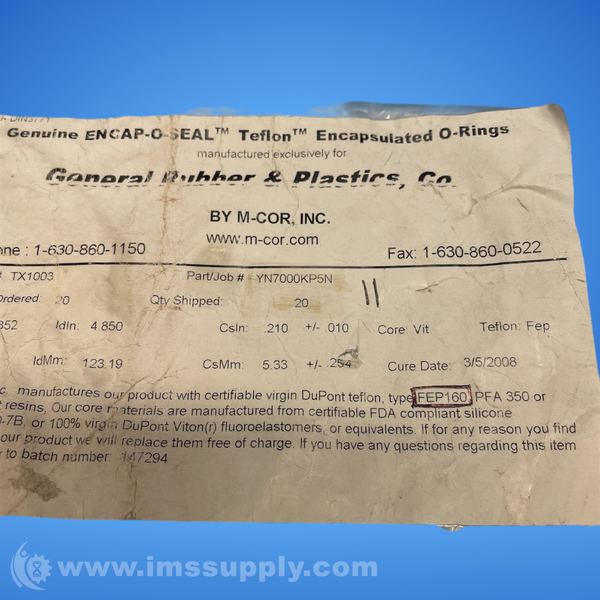 Genuine ENCAP-O-SEAL™ Teflon™ Encapsulated O-Rings
manufactured exclusively for
General Rubber & Plastics, Co.
BY M-COR, INC.
www.m-cor.com
one : 1-630-860-1150 Fax: 1-630-860-0522
# TX1003 Part/Job # YN7000KP5N
Ordered: 20 Qty Shipped: 20 11
352 IdIn: 4.850 CsIn: .210 +/- .010 Core: Vit Teflon: Fep
IdMm: 123.19 CsMm: 5.33 +/- .254 Cure Date: 3/5/2008
c. manufactures our product with certifiable virgin DuPont teflon, type FEP160, PFA 350 or
t resins, Our core materials are manufactured from certifiable FDA compliant silicone
0-7B, or 100% virgin DuPont Viton(r) fluoroelastomers, or equivalents. If for any reason you find
our product we will replace them free of charge. If you have any questions regarding this item
r to batch number: 147294
www.imssupply.com